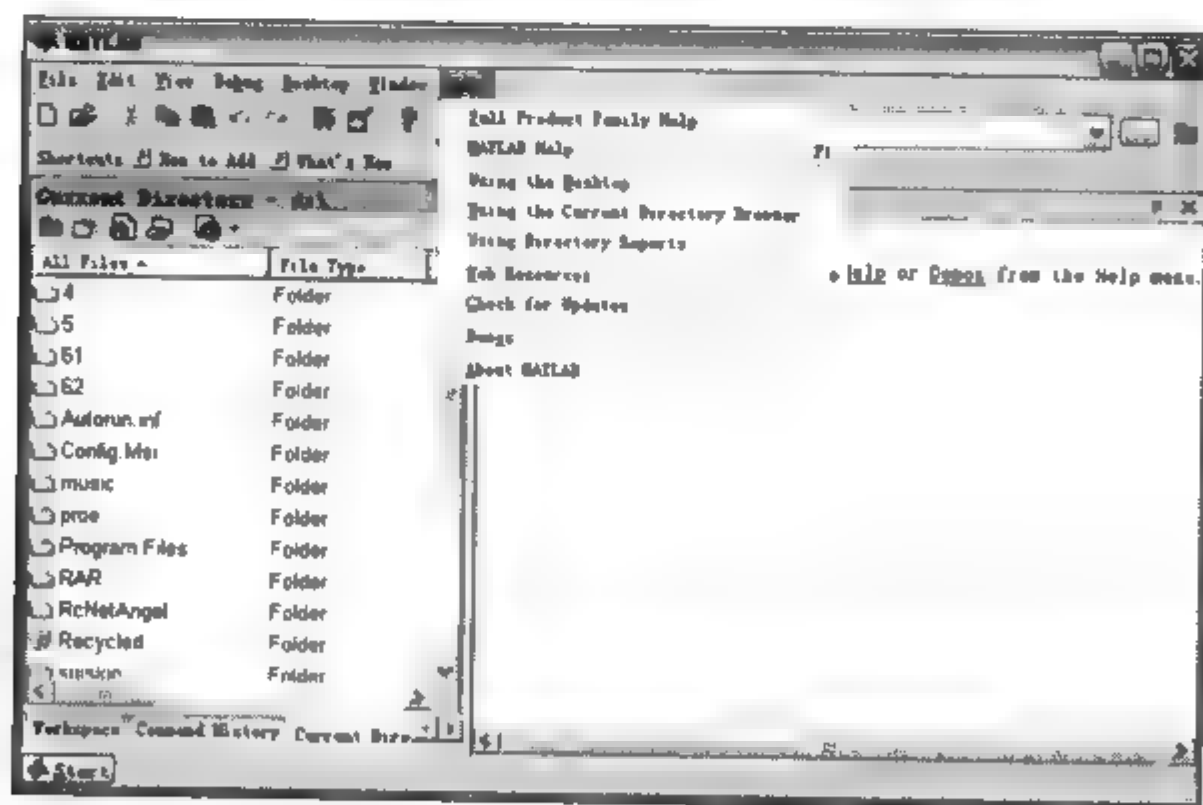 MATLAB
File Edit View Debug Desktop Window
Shortcuts How to Add What's New
Current Directory -
All Files File Type
4 Folder
5 Folder
51 Folder
62 Folder
Autorun.inf Folder
Config.Msi Folder
music Folder
proe Folder
Program Files Folder
RAR Folder
RcNetAngel Folder
Recycled Folder
Folder
Workspace Command History Current Dire...
Start
Full Product Family Help
MATLAB Help
Using the Desktop
Using the Current Directory Browser
Using Directory Reports
Web Resources
Check for Updates
Demos
About MATLAB
Help or Demos from the Help menu.